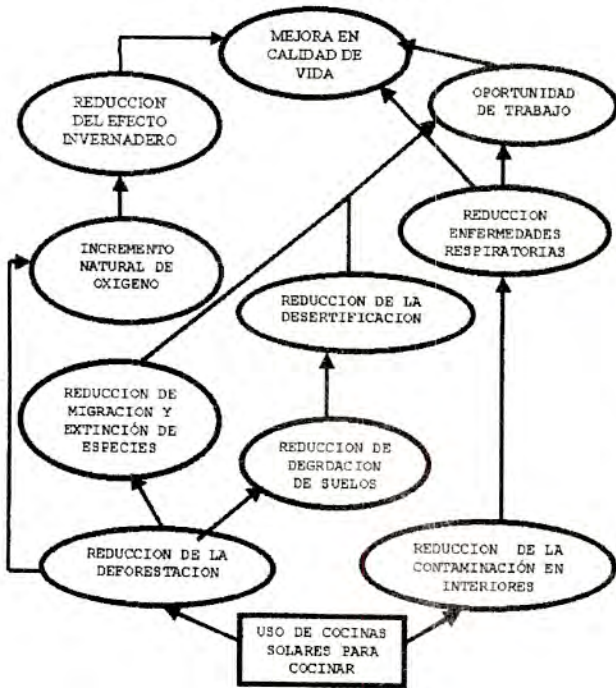 MEJORA EN
CALIDAD DE
VIDA
REDUCCION
DEL EFECTO
INVERNADERO
OPORTUNIDAD
DE TRABAJO
INCREMENTO
NATURAL DE
OXIGENO
REDUCCION
ENFERMEDADES
RESPIRATORIAS
REDUCCION DE LA
DESERTIFICACION
REDUCCION DE
MIGRACION Y
EXTINCIÓN DE
ESPECIES
REDUCCION DE
DEGRDACION
DE SUELOS
REDUCCION DE LA
DEFORESTACION
REDUCCION DE LA
CONTAMINACIÓN EN
INTERIORES
USO DE COCINAS
SOLARES PARA
COCINAR